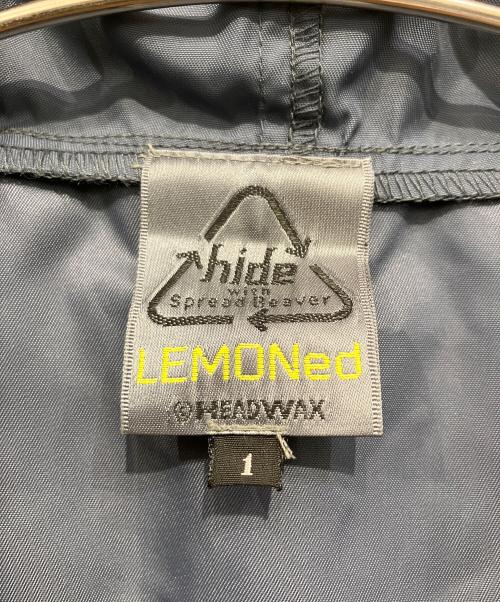 hide
with
Spread Beaver
LEMONed
©HEADWAX
1